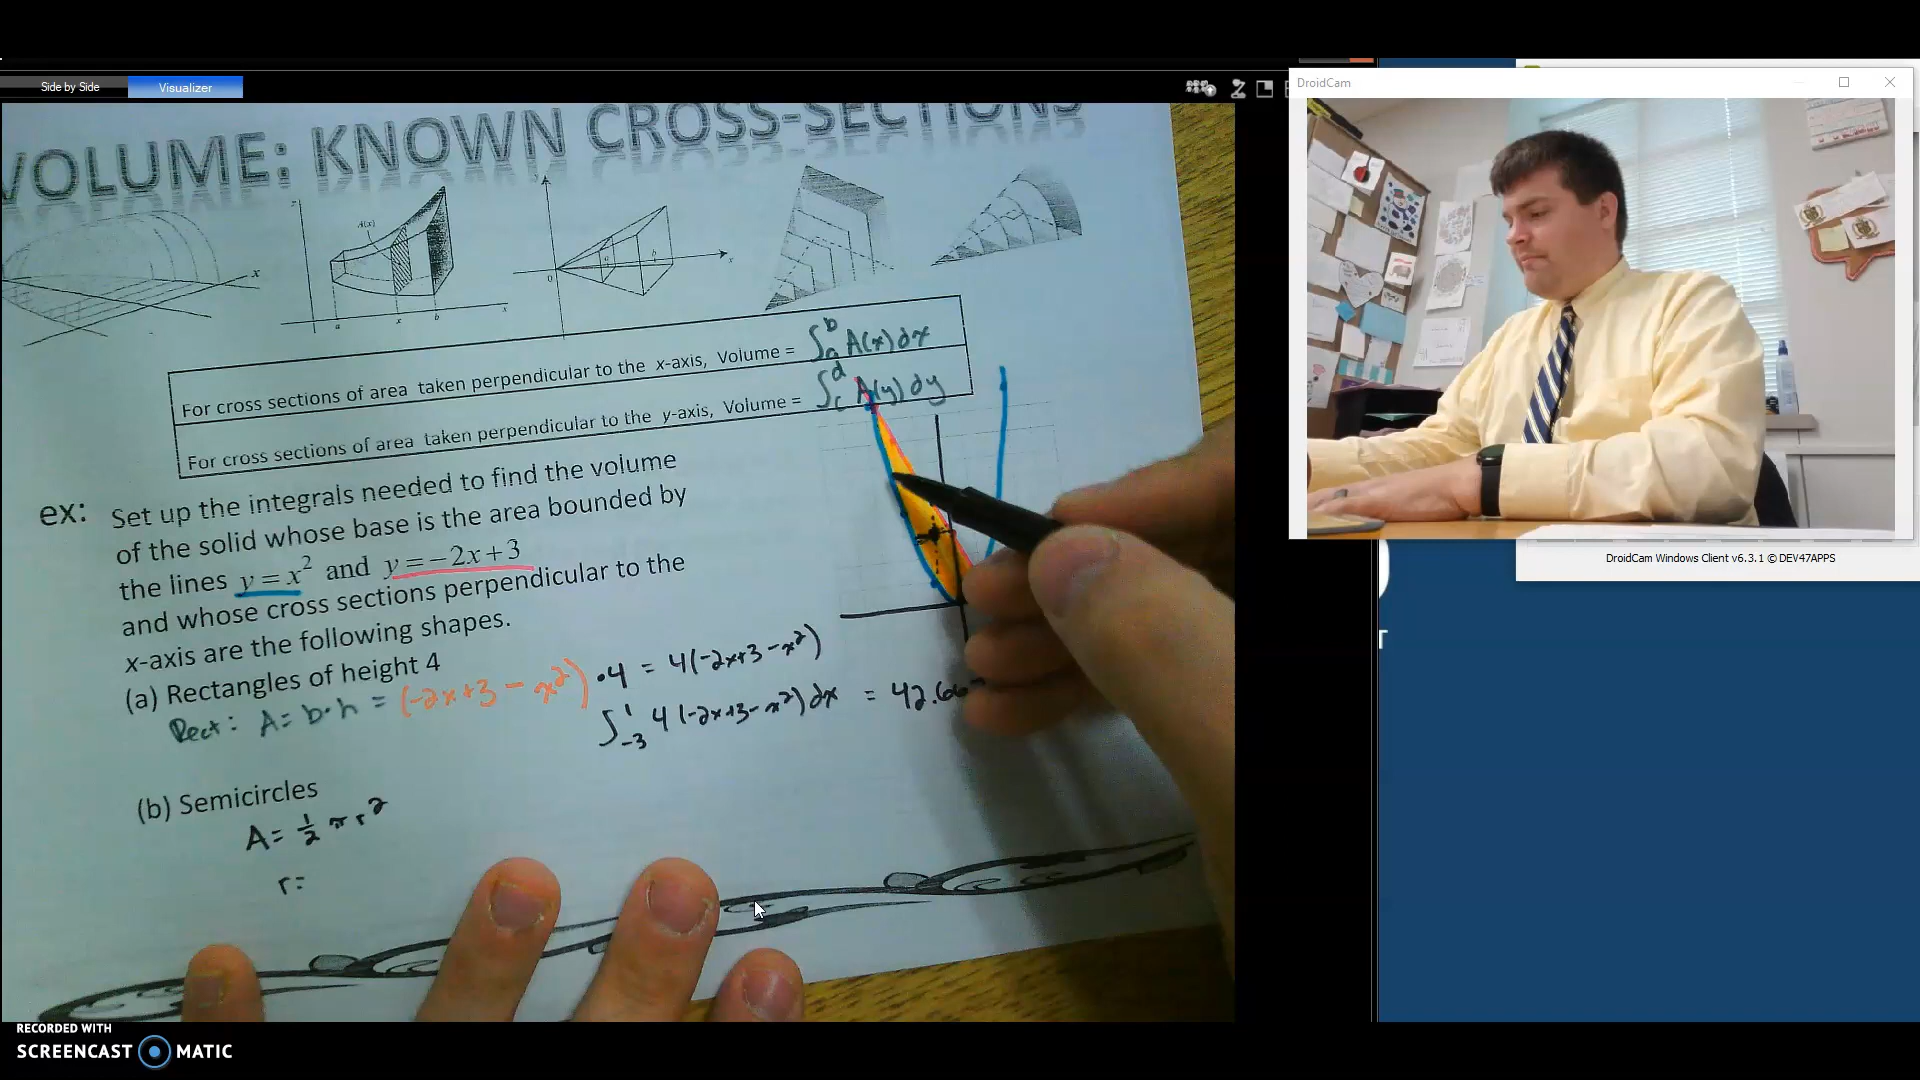 Side by Side
Visualizer
DroidCam
VOLUME: KNOWN CROSS-SECTIONS
A(x)
a
x
b
x
0
a
b
x
x
For cross sections of area taken perpendicular to the x-axis, Volume = ∫_a^b A(x)dx
For cross sections of area taken perpendicular to the y-axis, Volume = ∫_c^d A(y)dy
ex: Set up the integrals needed to find the volume
of the solid whose base is the area bounded by
the lines y = x² and y = −2x+3
and whose cross sections perpendicular to the
x-axis are the following shapes.
(a) Rectangles of height 4
Rect: A = b·h = (-2x+3 - x²) · 4 = 4(-2x+3-x²)
∫_-3^1 4(-2x+3-x²)dx = 42.66
(b) Semicircles
A = ½ π r²
r =
DroidCam Windows Client v6.3.1 © DEV47APPS
T
RECORDED WITH
SCREENCAST MATIC